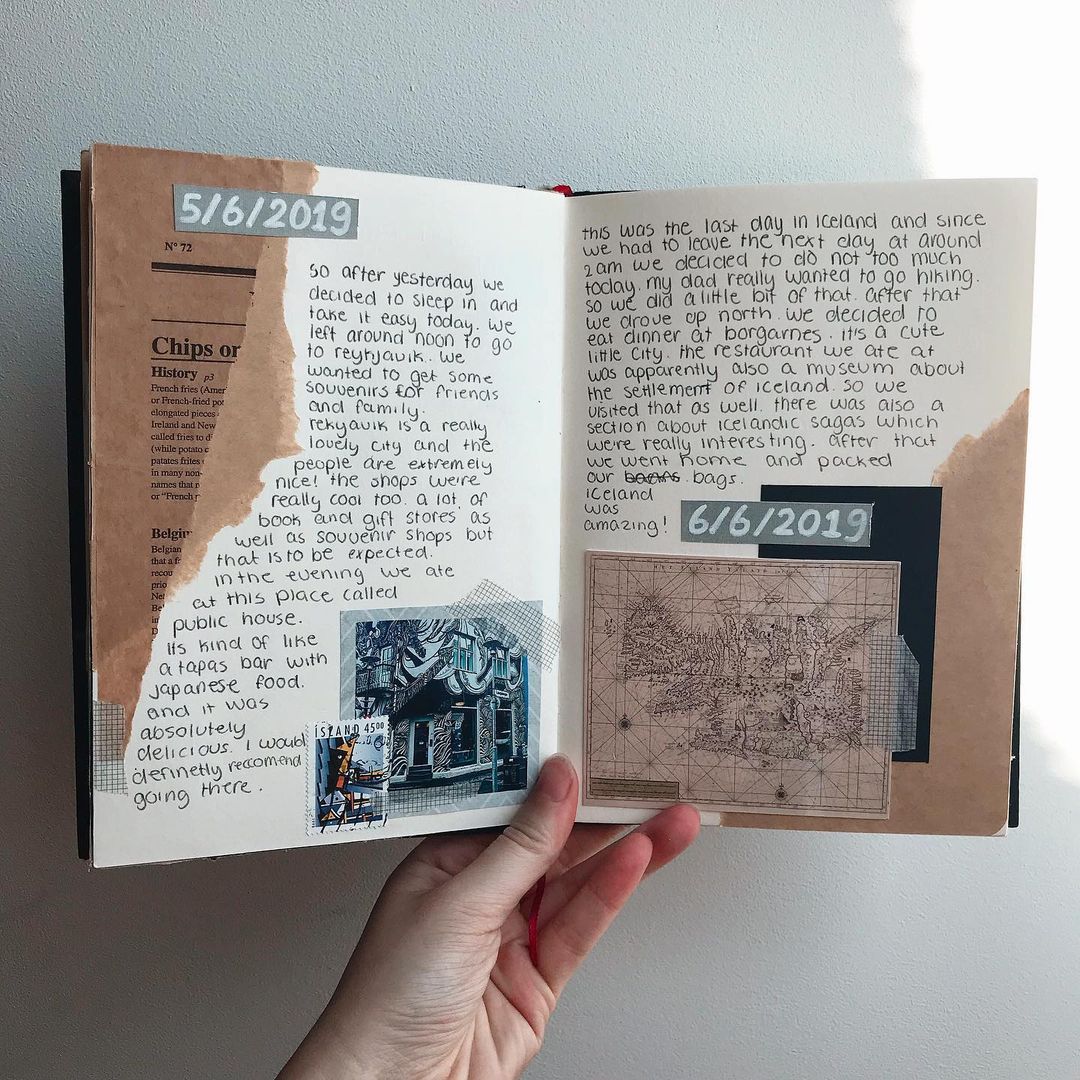 5/6/2019
N° 72
Chips or
History p3
French fries (Amer
or French-fried pot
elongated pieces
Ireland and New
called fries to di
(while potato c
patates frites
in many non-
names that r
or "French p
Belgiu
Belgian
that a f
recou
prio
so after yesterday we
decided to sleep in and
take it easy today. we
left around noon to go
to reykjavik. we
wanted to get some
souvenirs for friends
and family.
rekyavik is a really
lovely city and the
people are extremely
nice! the shops we're
really cool too. a lot of
book and gift stores as
well as souvenir shops but
that is to be expected.
in the evening we ate
at this place called
public house.
its kind of like
a tapas bar with
japanese food.
and it was
absolutely
delicious. I would
definetly reccomend
going there.
ÍSLAND 4500
this was the last day in iceland and since
we had to leave the next day at around
2am we decided to do not too much
today. my dad really wanted to go hiking.
so we did a little bit of that. after that
we drove up north. we decided to
eat dinner at borgarnes. it's a cute
little city. the restaurant we ate at
was apparently also a museum about
the settlement of iceland. so we
visited that as well. there was also a
section about icelandic sagas which
we're really interesting. after that
we went home and packed
our bags.
iceland
was
amazing!
6/6/2019